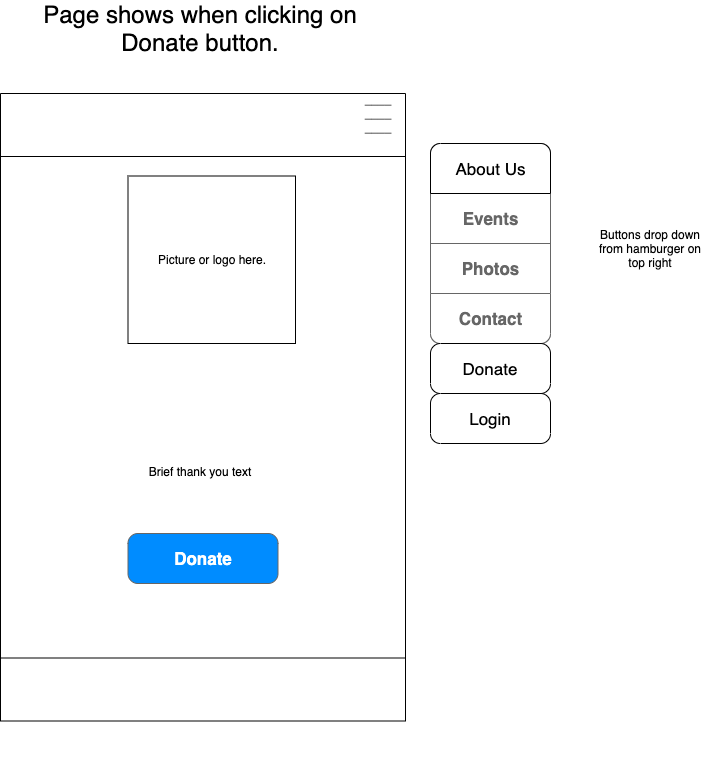 Page shows when clicking on
Donate button.
Picture or logo here.
Brief thank you text
Donate
About Us
Events
Photos
Contact
Donate
Login
Buttons drop down
from hamburger on
top right